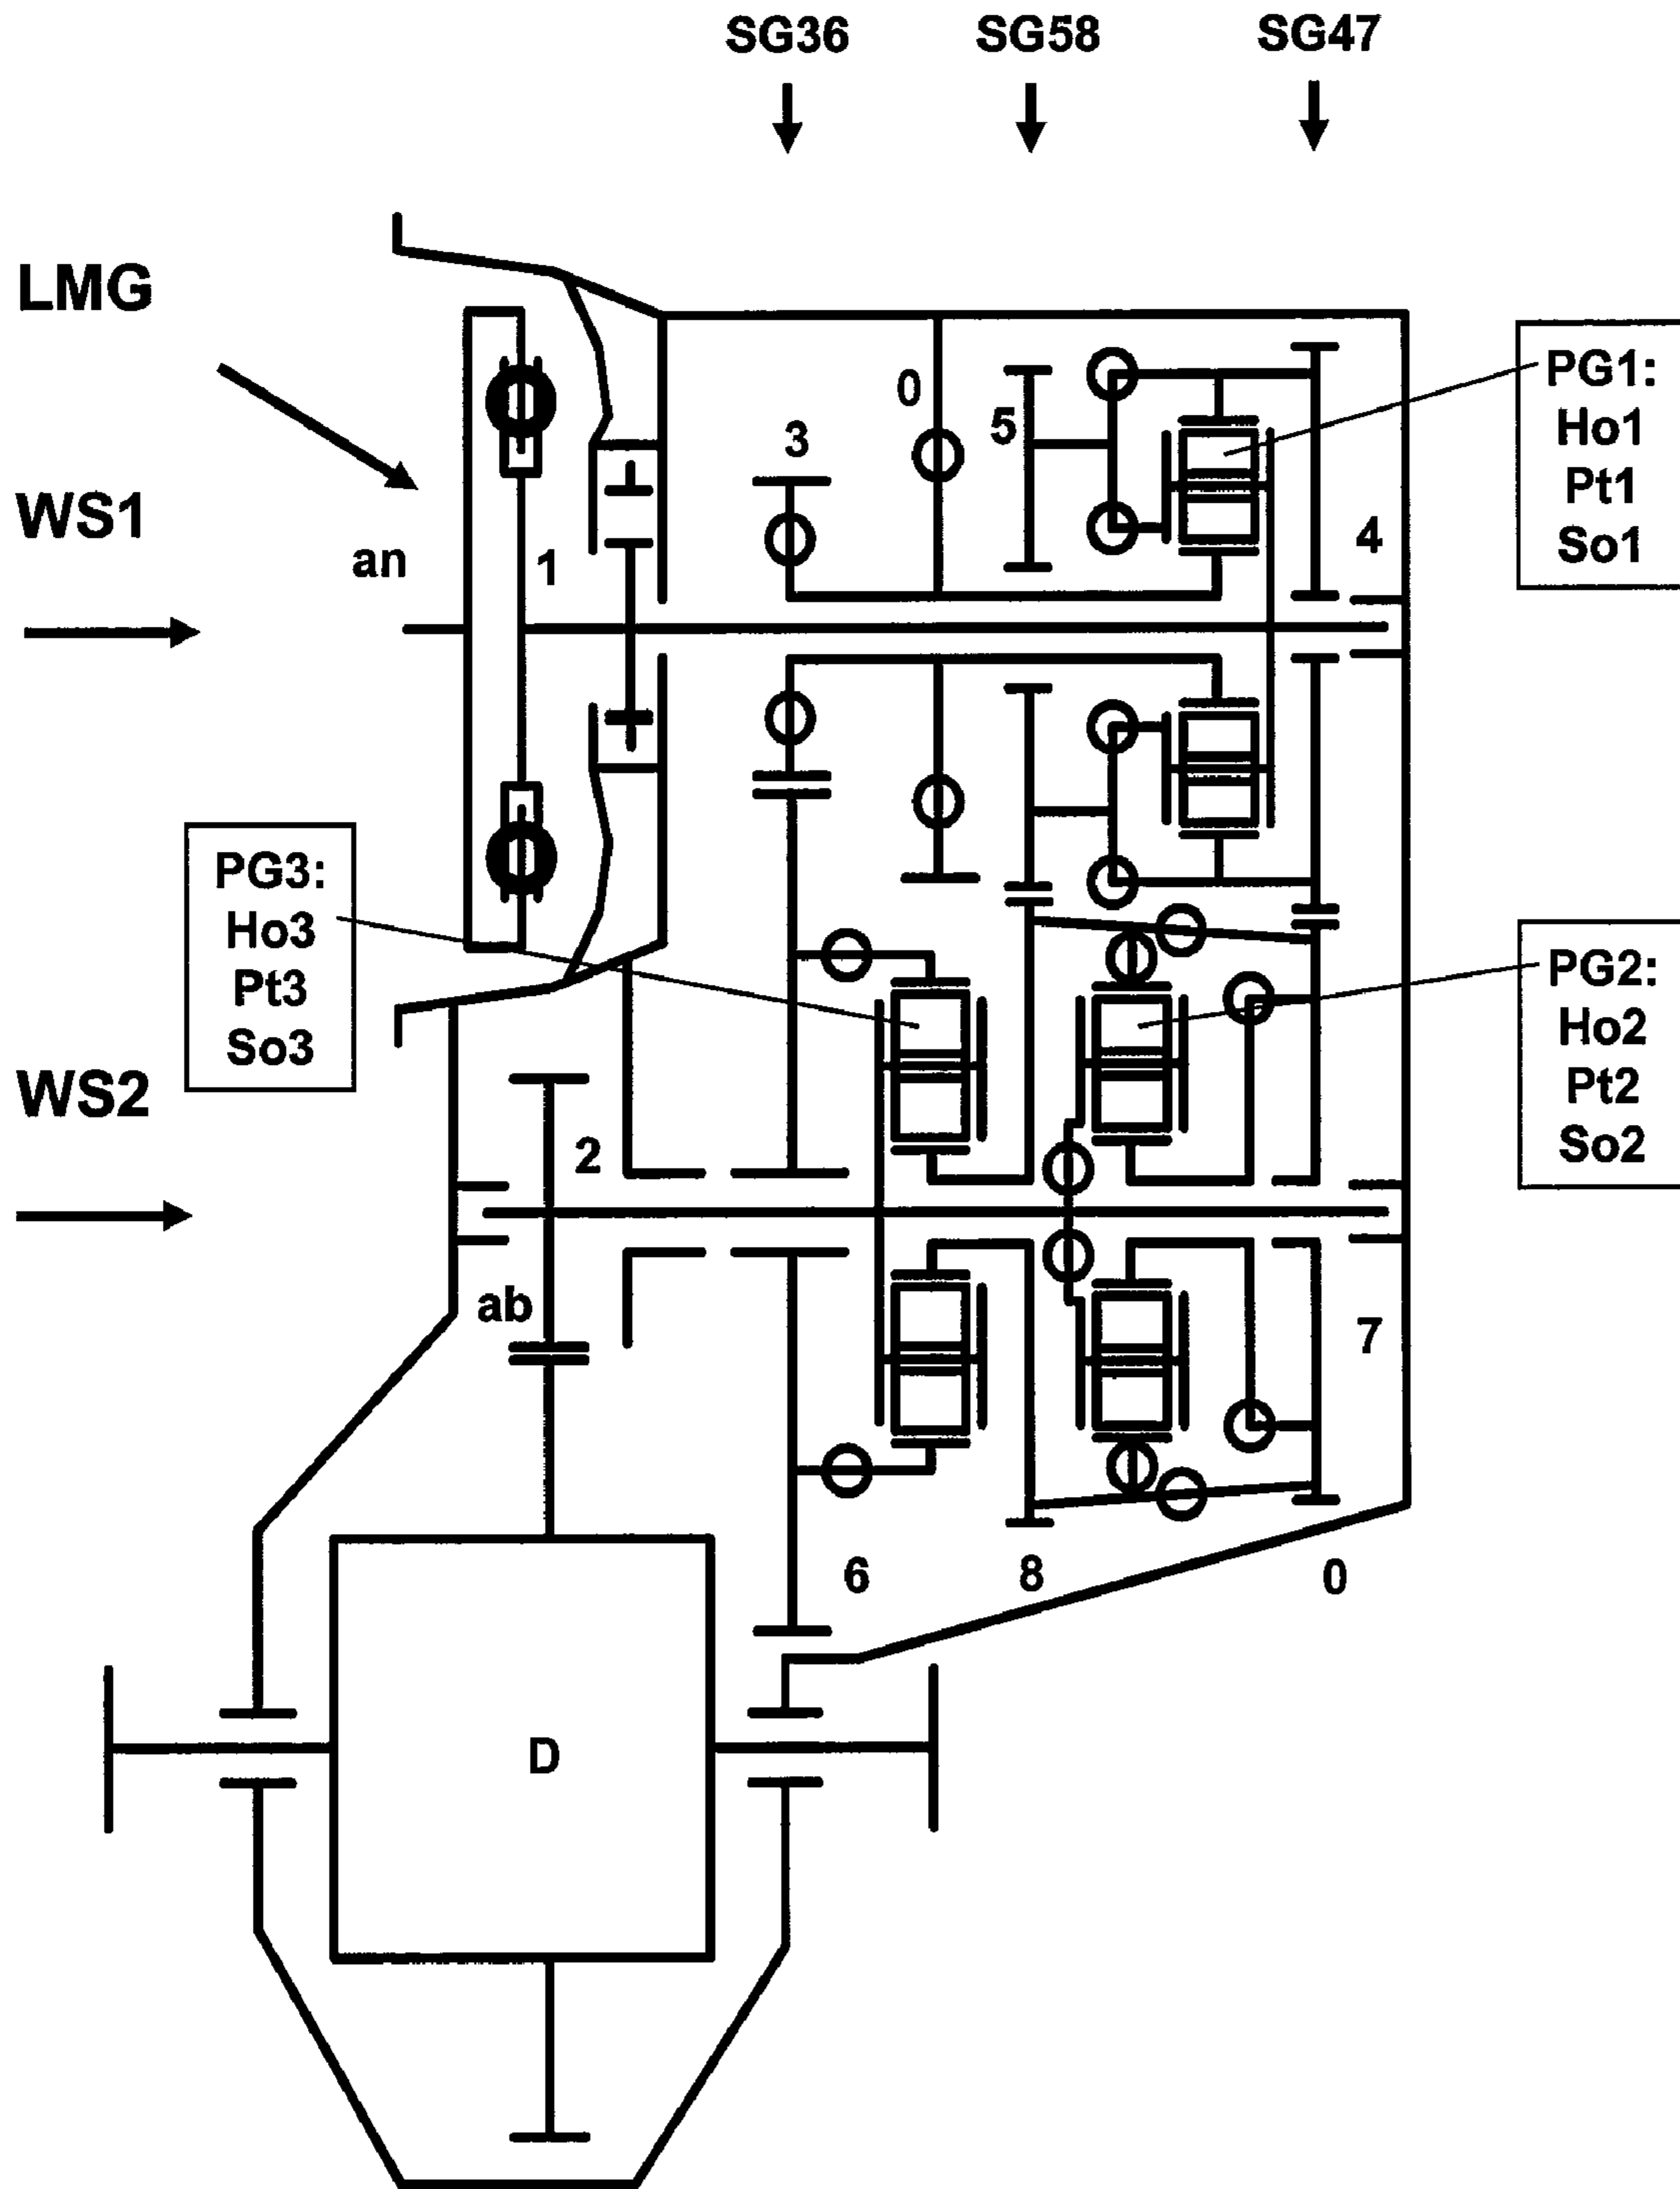 SG36 SG58 SG47
LMG
PG1:
Ho1
Pt1
So1
0
5
3
WS1
an
1
4
PG3:
Ho3
Pt3
So3
PG2:
Ho2
Pt2
So2
WS2
2
ab
7
6
8
0
D